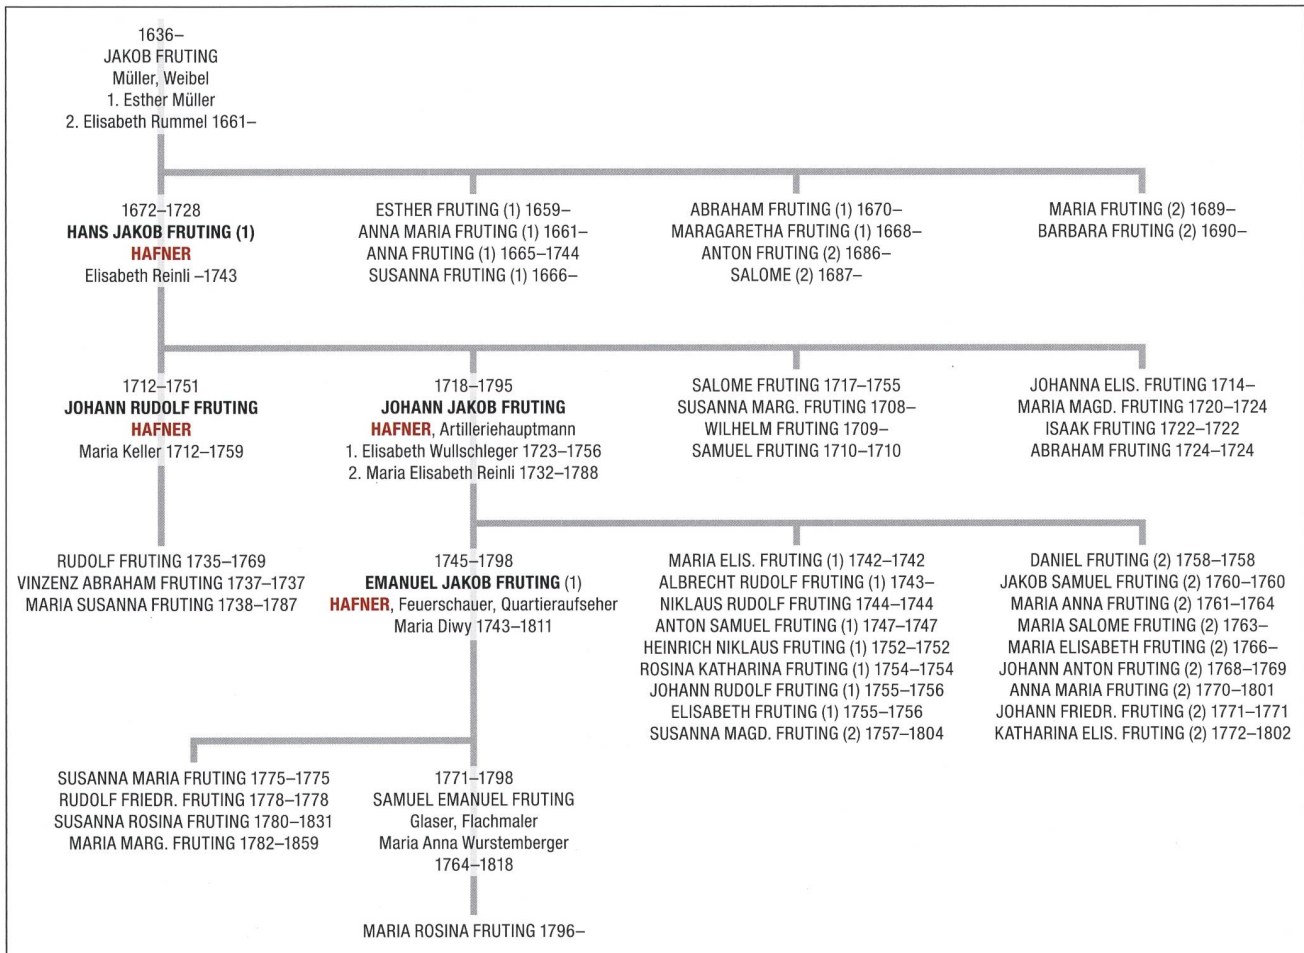 1636–
JAKOB FRUTING
Müller, Weibel
1. Esther Müller
2. Elisabeth Rummel 1661–
1672–1728
HANS JAKOB FRUTING (1)
HAFNER
Elisabeth Reinli –1743
ESTHER FRUTING (1) 1659–
ANNA MARIA FRUTING (1) 1661–
ANNA FRUTING (1) 1665–1744
SUSANNA FRUTING (1) 1666–
ABRAHAM FRUTING (1) 1670–
MARAGARETHA FRUTING (1) 1668–
ANTON FRUTING (2) 1686–
SALOME (2) 1687–
MARIA FRUTING (2) 1689–
BARBARA FRUTING (2) 1690–
1712–1751
JOHANN RUDOLF FRUTING
HAFNER
Maria Keller 1712–1759
1718–1795
JOHANN JAKOB FRUTING
HAFNER, Artilleriehauptmann
1. Elisabeth Wullschleger 1723–1756
2. Maria Elisabeth Reinli 1732–1788
SALOME FRUTING 1717–1755
SUSANNA MARG. FRUTING 1708–
WILHELM FRUTING 1709–
SAMUEL FRUTING 1710–1710
JOHANNA ELIS. FRUTING 1714–
MARIA MAGD. FRUTING 1720–1724
ISAAK FRUTING 1722–1722
ABRAHAM FRUTING 1724–1724
RUDOLF FRUTING 1735–1769
VINZENZ ABRAHAM FRUTING 1737–1737
MARIA SUSANNA FRUTING 1738–1787
1745–1798
EMANUEL JAKOB FRUTING (1)
HAFNER, Feuerschauer, Quartieraufseher
Maria Diwy 1743–1811
MARIA ELIS. FRUTING (1) 1742–1742
ALBRECHT RUDOLF FRUTING (1) 1743–
NIKLAUS RUDOLF FRUTING 1744–1744
ANTON SAMUEL FRUTING (1) 1747–1747
HEINRICH NIKLAUS FRUTING (1) 1752–1752
ROSINA KATHARINA FRUTING (1) 1754–1754
JOHANN RUDOLF FRUTING (1) 1755–1756
ELISABETH FRUTING (1) 1755–1756
SUSANNA MAGD. FRUTING (2) 1757–1804
DANIEL FRUTING (2) 1758–1758
JAKOB SAMUEL FRUTING (2) 1760–1760
MARIA ANNA FRUTING (2) 1761–1764
MARIA SALOME FRUTING (2) 1763–
MARIA ELISABETH FRUTING (2) 1766–
JOHANN ANTON FRUTING (2) 1768–1769
ANNA MARIA FRUTING (2) 1770–1801
JOHANN FRIEDR. FRUTING (2) 1771–1771
KATHARINA ELIS. FRUTING (2) 1772–1802
SUSANNA MARIA FRUTING 1775–1775
RUDOLF FRIEDR. FRUTING 1778–1778
SUSANNA ROSINA FRUTING 1780–1831
MARIA MARG. FRUTING 1782–1859
1771–1798
SAMUEL EMANUEL FRUTING
Glaser, Flachmaler
Maria Anna Wurstemberger
1764–1818
MARIA ROSINA FRUTING 1796–